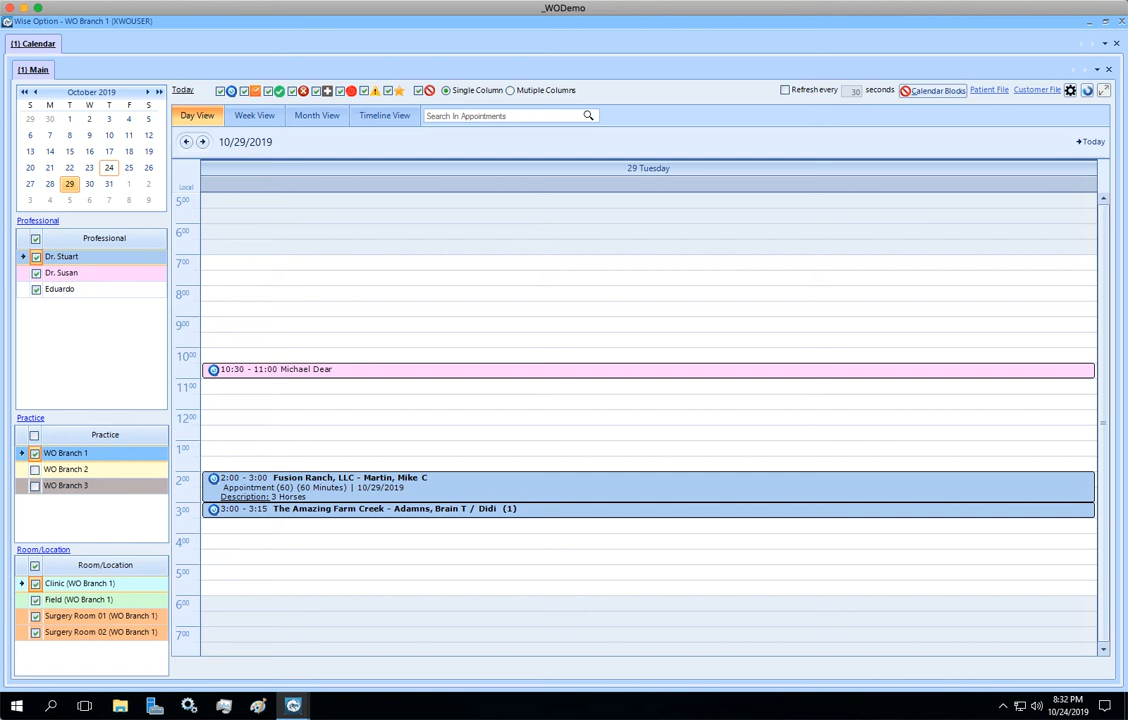 _WODemo
Wise Option - WO Branch 1 (XWOUSER)
(1) Calendar
(1) Main
October 2019
S M T W T F S
29 30 1 2 3 4 5
6 7 8 9 10 11 12
13 14 15 16 17 18 19
20 21 22 23 24 25 26
27 28 29 30 31 1 2
3 4 5 6 7 8 9
Professional
Professional
Dr. Stuart
Dr. Susan
Eduardo
Practice
Practice
WO Branch 1
WO Branch 2
WO Branch 3
Room/Location
Room/Location
Clinic (WO Branch 1)
Field (WO Branch 1)
Surgery Room 01 (WO Branch 1)
Surgery Room 02 (WO Branch 1)
Today
Single Column
Mutiple Columns
Refresh every 30 seconds
Calendar Blocks
Patient File
Customer File
Day View
Week View
Month View
Timeline View
Search In Appointments
10/29/2019
Today
29 Tuesday
Local
5:00
6:00
7:00
8:00
9:00
10:00
10:30 - 11:00 Michael Dear
11:00
12:00
1:00
2:00
2:00 - 3:00 Fusion Ranch, LLC - Martin, Mike C
Appointment (60) (60 Minutes) | 10/29/2019
Description: 3 Horses
3:00
3:00 - 3:15 The Amazing Farm Creek - Adamns, Brain T / Didi (1)
4:00
5:00
6:00
7:00
8:32 PM
10/24/2019